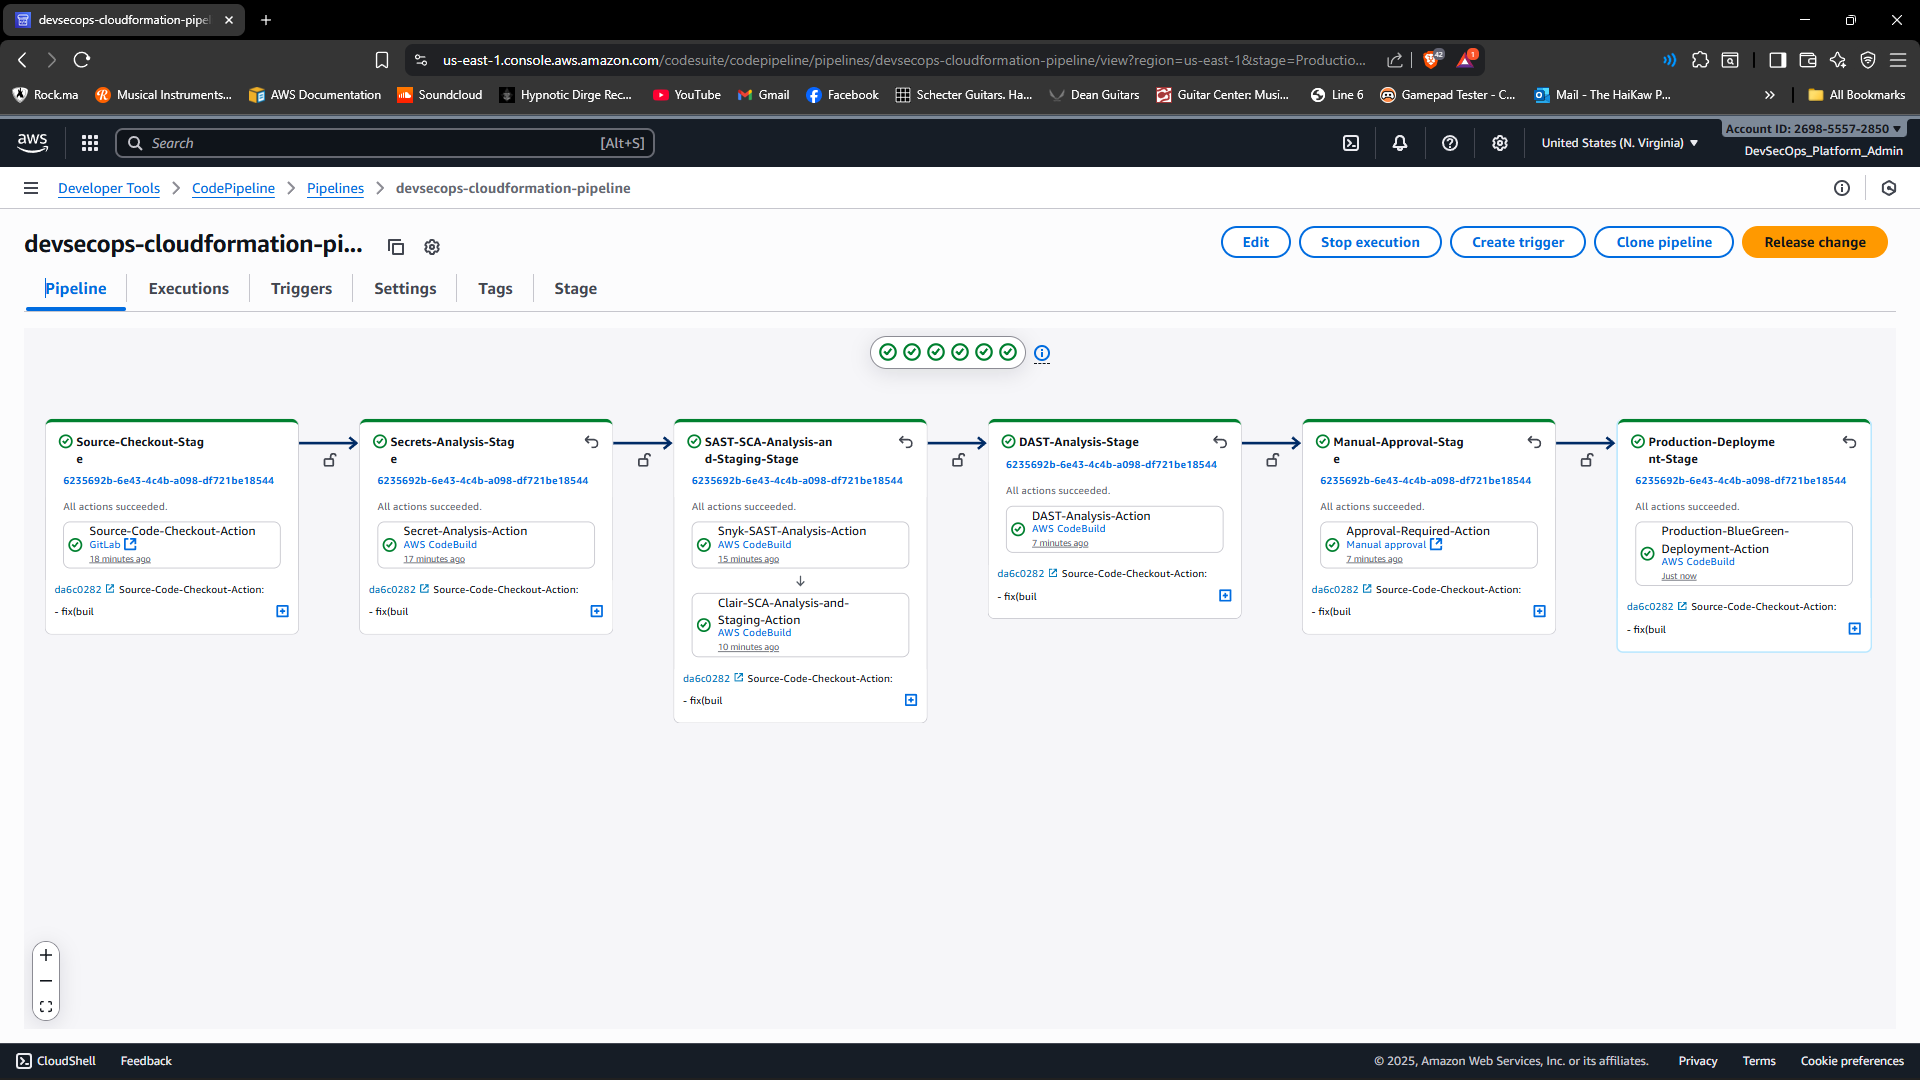 devsecops-cloudformation-pipel
us-east-1.console.aws.amazon.com/codesuite/codepipeline/pipelines/devsecops-cloudformation-pipeline/view?region=us-east-1&stage=Productio...
42
1
Rock.ma
Musical Instruments...
AWS Documentation
Soundcloud
Hypnotic Dirge Rec...
YouTube
Gmail
Facebook
Schecter Guitars. Ha...
Dean Guitars
Guitar Center: Musi...
Line 6
Gamepad Tester - C...
Mail - The HaiKaw P...
All Bookmarks
aws
Search
[Alt+S]
United States (N. Virginia)
Account ID: 2698-5557-2850
DevSecOps_Platform_Admin
Developer Tools
CodePipeline
Pipelines
devsecops-cloudformation-pipeline
devsecops-cloudformation-pi...
Edit
Stop execution
Create trigger
Clone pipeline
Release change
Pipeline
Executions
Triggers
Settings
Tags
Stage
Source-Checkout-Stag
e
6235692b-6e43-4c4b-a098-df721be18544
All actions succeeded.
Source-Code-Checkout-Action
GitLab
18 minutes ago
da6c0282 Source-Code-Checkout-Action:
- fix(buil
Secrets-Analysis-Stag
e
6235692b-6e43-4c4b-a098-df721be18544
All actions succeeded.
Secret-Analysis-Action
AWS CodeBuild
17 minutes ago
da6c0282 Source-Code-Checkout-Action:
- fix(buil
SAST-SCA-Analysis-an
d-Staging-Stage
6235692b-6e43-4c4b-a098-df721be18544
All actions succeeded.
Snyk-SAST-Analysis-Action
AWS CodeBuild
15 minutes ago
Clair-SCA-Analysis-and-
Staging-Action
AWS CodeBuild
10 minutes ago
da6c0282 Source-Code-Checkout-Action:
- fix(buil
DAST-Analysis-Stage
6235692b-6e43-4c4b-a098-df721be18544
All actions succeeded.
DAST-Analysis-Action
AWS CodeBuild
7 minutes ago
da6c0282 Source-Code-Checkout-Action:
- fix(buil
Manual-Approval-Stag
e
6235692b-6e43-4c4b-a098-df721be18544
All actions succeeded.
Approval-Required-Action
Manual approval
7 minutes ago
da6c0282 Source-Code-Checkout-Action:
- fix(buil
Production-Deployme
nt-Stage
6235692b-6e43-4c4b-a098-df721be18544
All actions succeeded.
Production-BlueGreen-
Deployment-Action
AWS CodeBuild
Just now
da6c0282 Source-Code-Checkout-Action:
- fix(buil
CloudShell
Feedback
© 2025, Amazon Web Services, Inc. or its affiliates.
Privacy
Terms
Cookie preferences